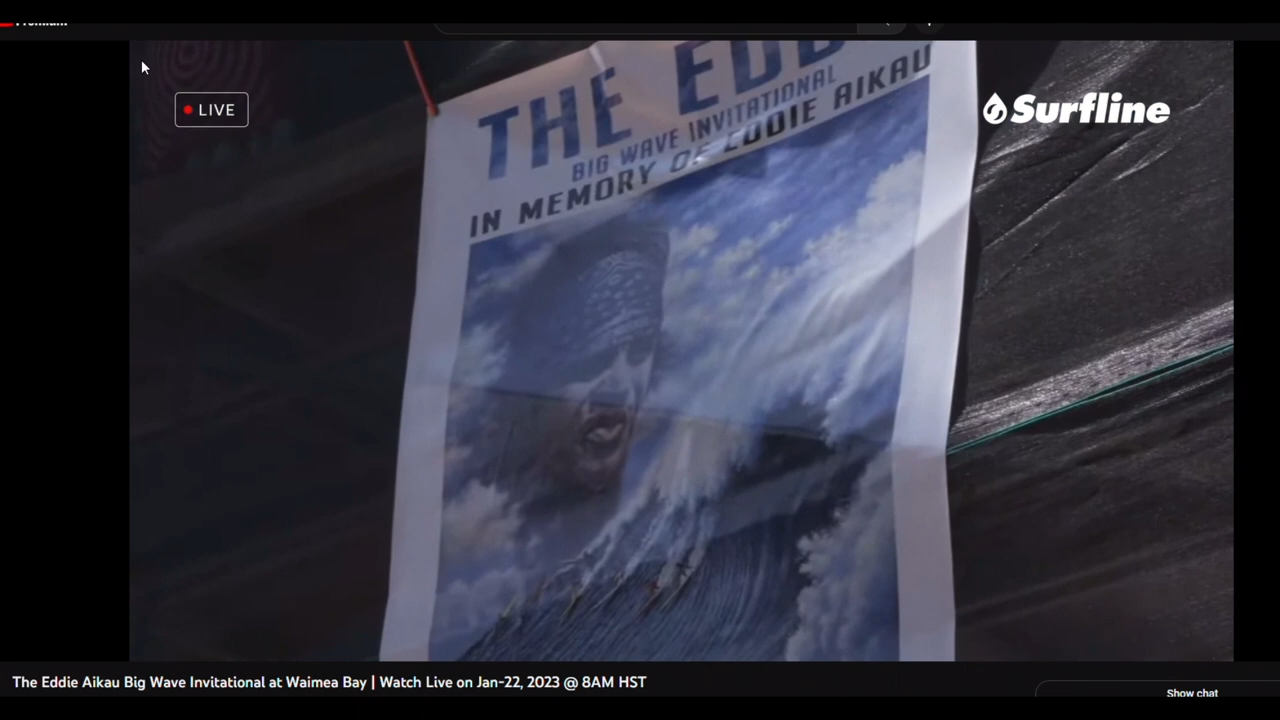 LIVE
Surfline
THE EDD
BIG WAVE INVITATIONAL
IN MEMORY OF EDDIE AIKAU
The Eddie Aikau Big Wave Invitational at Waimea Bay | Watch Live on Jan-22, 2023 @ 8AM HST
Show chat